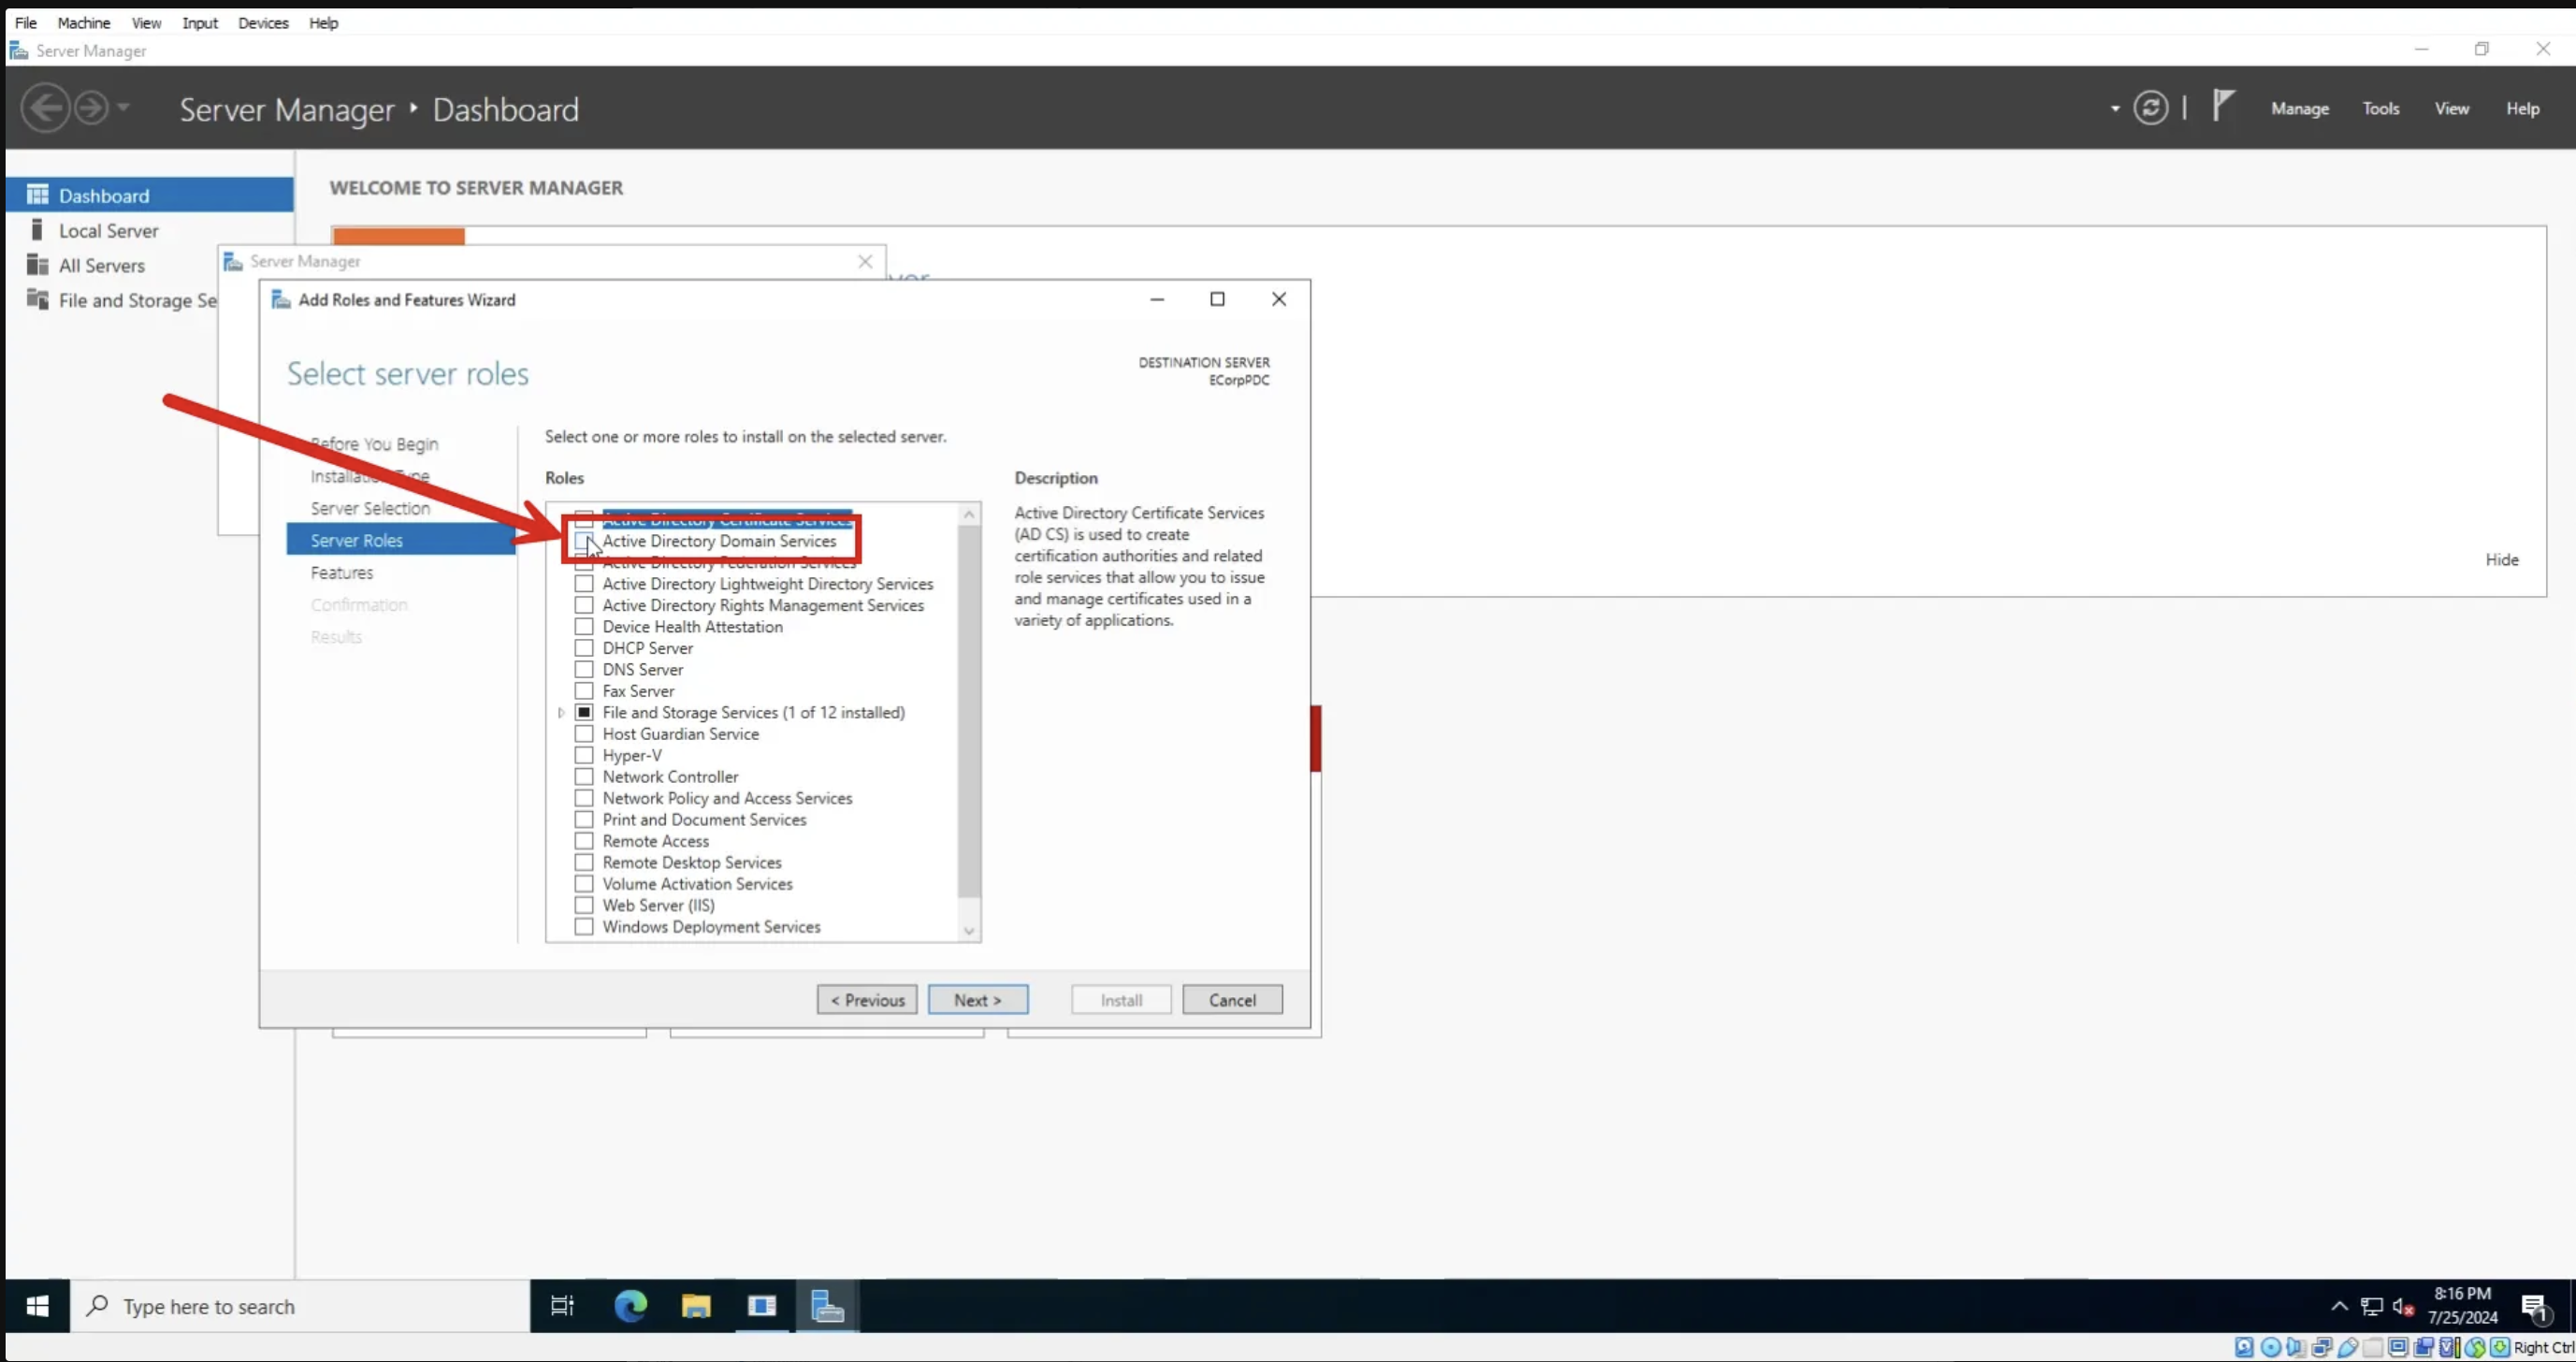 File Machine View Input Devices Help
Server Manager
Server Manager • Dashboard
Manage Tools View Help
Dashboard
Local Server
All Servers
File and Storage Se
WELCOME TO SERVER MANAGER
Server Manager
Add Roles and Features Wizard
Select server roles
DESTINATION SERVER
ECorpPDC
Before You Begin
Installation Type
Server Selection
Server Roles
Features
Confirmation
Results
Select one or more roles to install on the selected server.
Roles
Active Directory Certificate Services
Active Directory Domain Services
Active Directory Federation Services
Active Directory Lightweight Directory Services
Active Directory Rights Management Services
Device Health Attestation
DHCP Server
DNS Server
Fax Server
File and Storage Services (1 of 12 installed)
Host Guardian Service
Hyper-V
Network Controller
Network Policy and Access Services
Print and Document Services
Remote Access
Remote Desktop Services
Volume Activation Services
Web Server (IIS)
Windows Deployment Services
Description
Active Directory Certificate Services
(AD CS) is used to create
certification authorities and related
role services that allow you to issue
and manage certificates used in a
variety of applications.
Hide
< Previous Next > Install Cancel
Type here to search
8:16 PM
7/25/2024
1
Right Ctrl